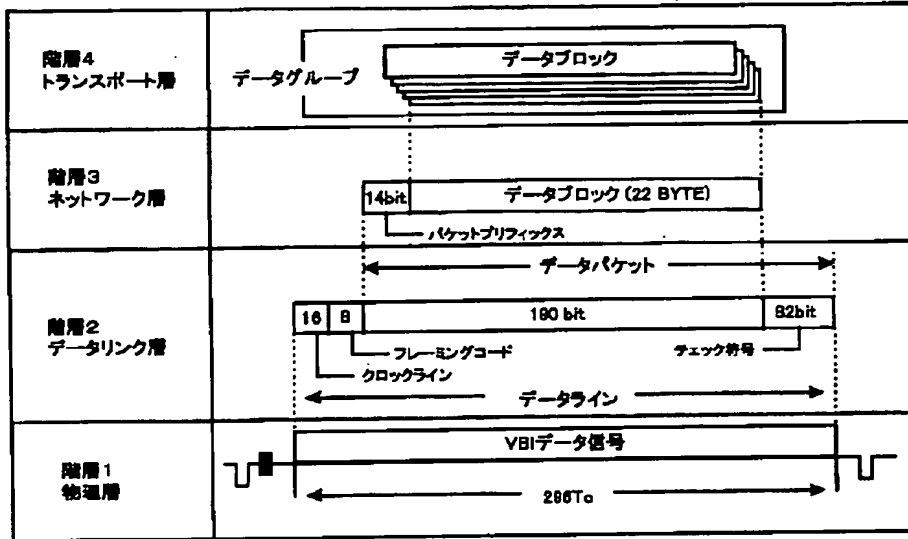 階層4
トランスポート層
データグループ
データブロック
階層3
ネットワーク層
14bit
データブロック(22 BYTE)
パケットプリフィックス
データパケット
階層2
データリンク層
16
8
190 bit
82bit
フレーミングコード
チェック符号
クロックライン
データライン
階層1
物理層
VBIデータ信号
296Tc